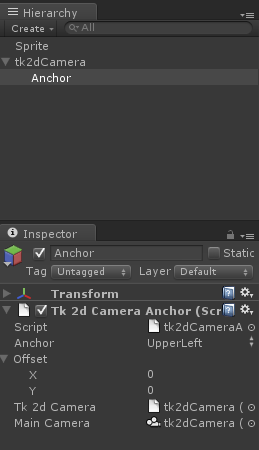 Hierarchy
Create All
Sprite
tk2dCamera
Anchor
Inspector
Anchor Static
Tag Untagged Layer Default
Transform
Tk 2d Camera Anchor (Scr
Script tk2dCameraA
Anchor UpperLeft
Offset
X 0
Y 0
Tk 2d Camera tk2dCamera (
Main Camera tk2dCamera (